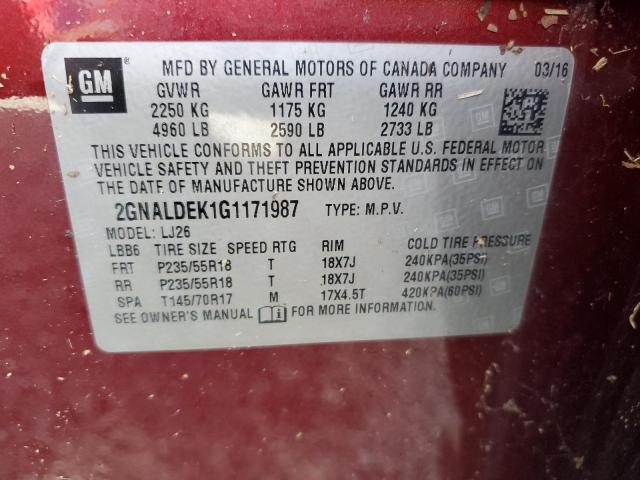 GM ® MFD BY GENERAL MOTORS OF CANADA COMPANY 03/16
GVWR GAWR FRT GAWR RR
2250 KG 1175 KG 1240 KG
4960 LB 2590 LB 2733 LB
THIS VEHICLE CONFORMS TO ALL APPLICABLE U.S. FEDERAL MOTOR
VEHICLE SAFETY AND THEFT PREVENTION STANDARDS IN EFFECT ON
THE DATE OF MANUFACTURE SHOWN ABOVE.
2GNALDEK1G1171987 TYPE: M.P.V.
MODEL: LJ26
LBB6 TIRE SIZE SPEED RTG RIM COLD TIRE PRESSURE
FRT P235/55R18 T 18X7J 240KPA(35PSI)
RR P235/55R18 T 18X7J 240KPA(35PSI)
SPA T145/70R17 M 17X4.5T 420KPA(60PSI)
SEE OWNER'S MANUAL FOR MORE INFORMATION.